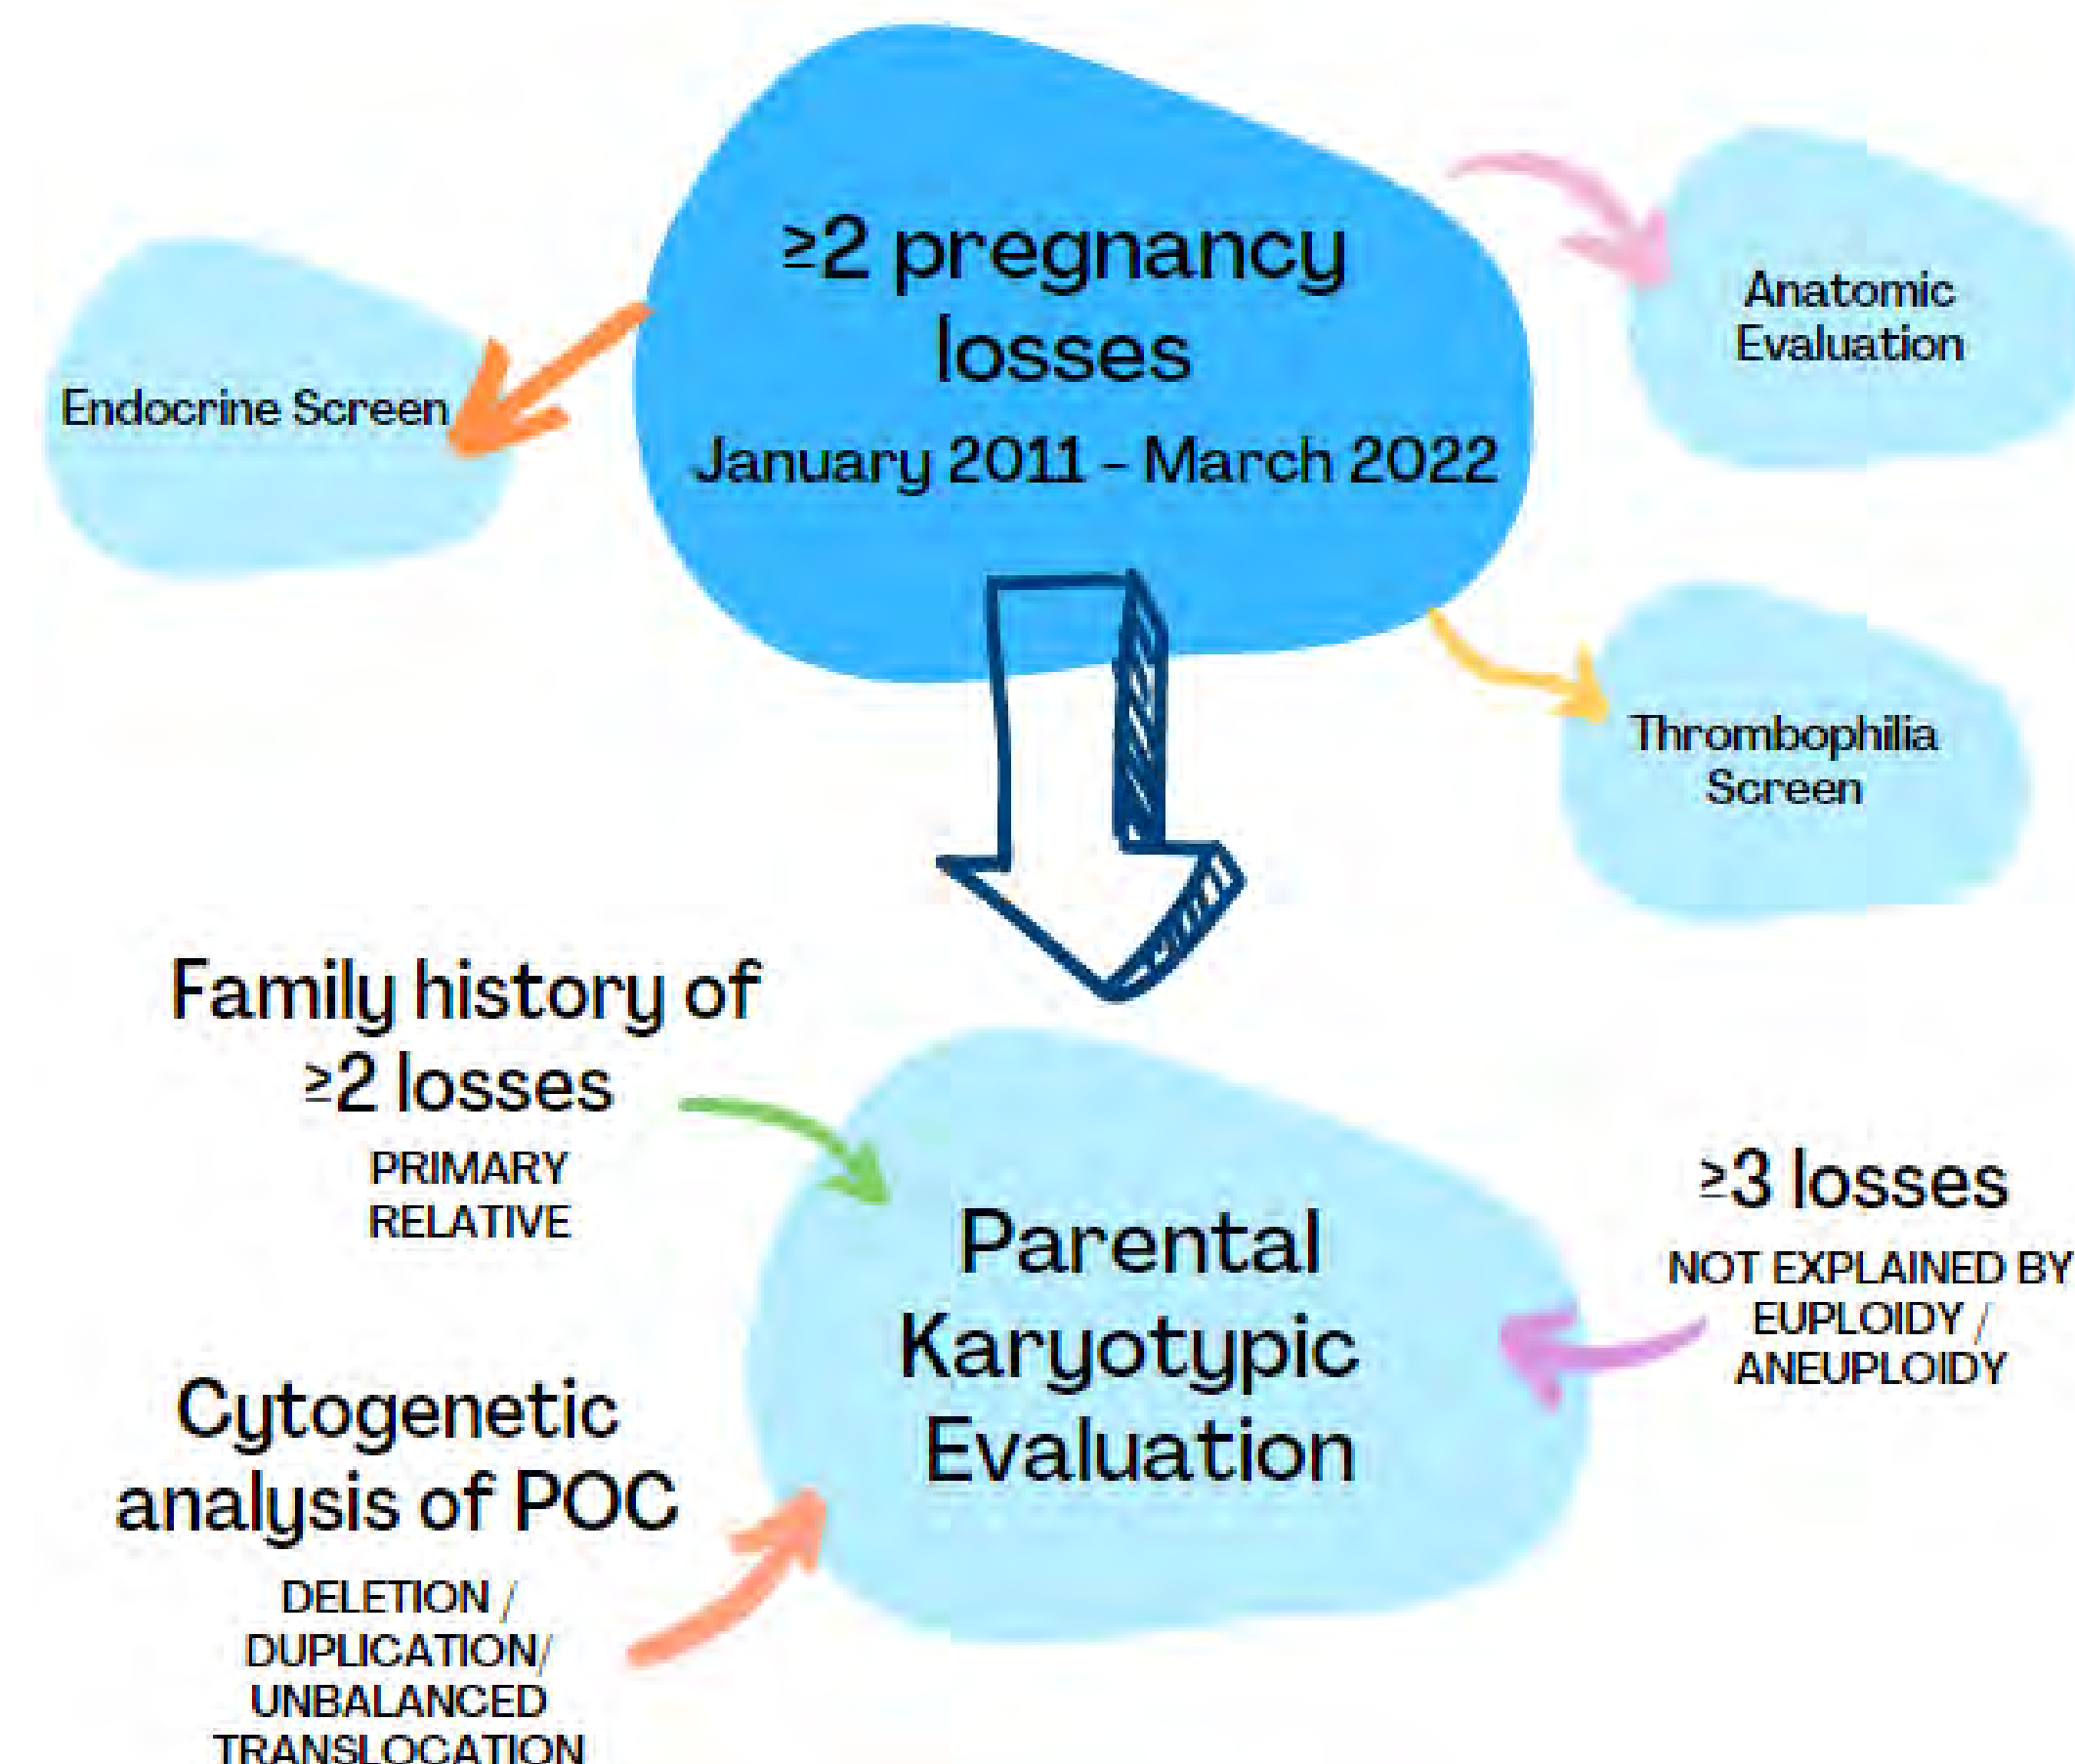 ≥2 pregnancy
losses
January 2011 - March 2022
Endocrine Screen
Anatomic
Evaluation
Thrombophilia
Screen
Family history of
≥2 losses
PRIMARY
RELATIVE
Parental
Karyotypic
Evaluation
≥3 losses
NOT EXPLAINED BY
EUPLOIDY /
ANEUPLOIDY
Cytogenetic
analysis of POC
DELETION /
DUPLICATION/
UNBALANCED
TRANSLOCATION